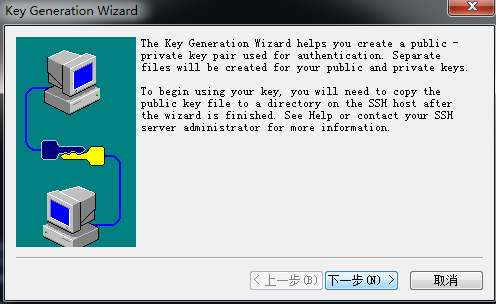 Key Generation Wizard
The Key Generation Wizard helps you create a public -
private key pair used for authentication. Separate
files will be created for your public and private keys.
To begin using your key, you will need to copy the
public key file to a directory on the SSH host after
the wizard is finished. See Help or contact your SSH
server administrator for more information.
< 上一步(B) 下一步(N) > 取消